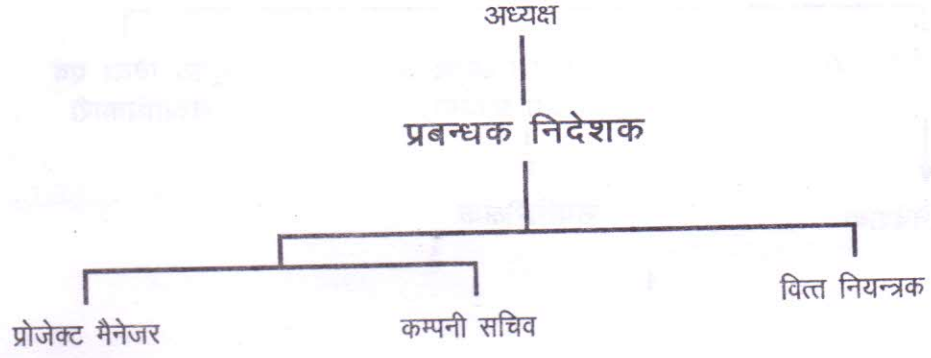 अध्यक्ष
प्रबन्धक निदेशक
वित्त नियन्त्रक
प्रोजेक्ट मैनेजर
कम्पनी सचिव